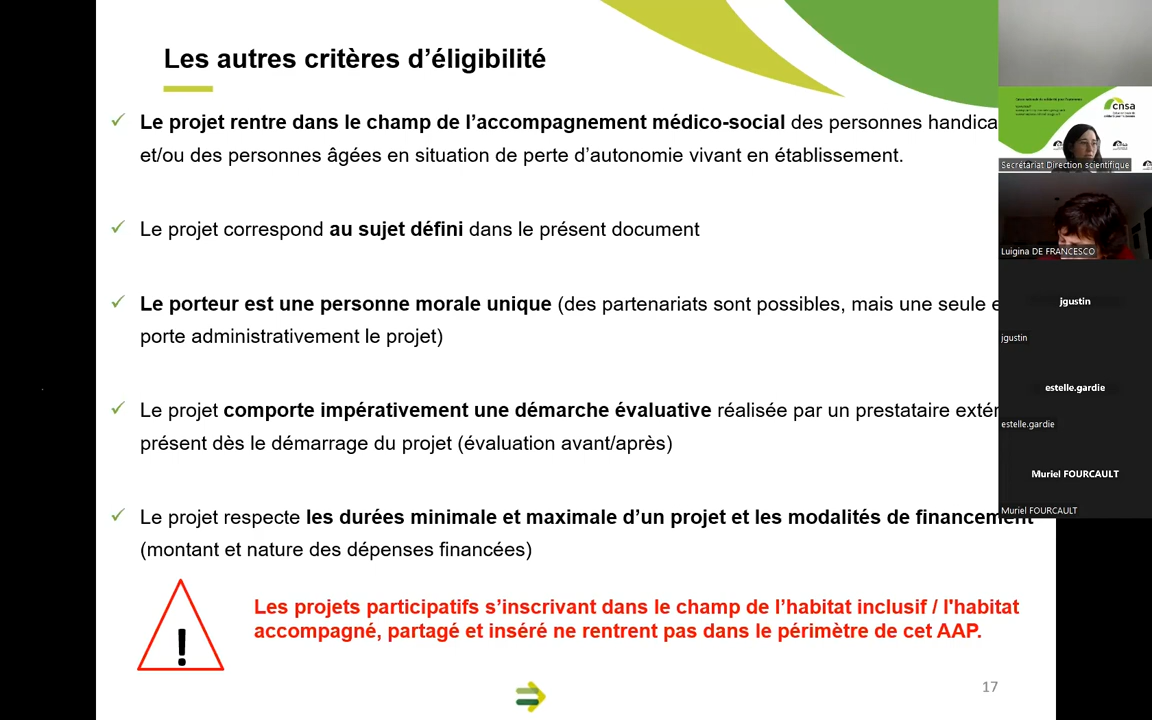 Les autres critères d’éligibilité
Le projet rentre dans le champ de l’accompagnement médico-social des personnes handica
et/ou des personnes âgées en situation de perte d’autonomie vivant en établissement.
Le projet correspond au sujet défini dans le présent document
Le porteur est une personne morale unique (des partenariats sont possibles, mais une seule e
porte administrativement le projet)
Le projet comporte impérativement une démarche évaluative réalisée par un prestataire extér
présent dès le démarrage du projet (évaluation avant/après)
Le projet respecte les durées minimale et maximale d’un projet et les modalités de financement
(montant et nature des dépenses financées)
!
Les projets participatifs s’inscrivant dans le champ de l’habitat inclusif / l'habitat
accompagné, partagé et inséré ne rentrent pas dans le périmètre de cet AAP.
17
cnsa
Secrétariat Direction scientifique
Luigina DE FRANCESCO
jgustin
jgustin
estelle.gardie
estelle.gardie
Muriel FOURCAULT
Muriel FOURCAULT